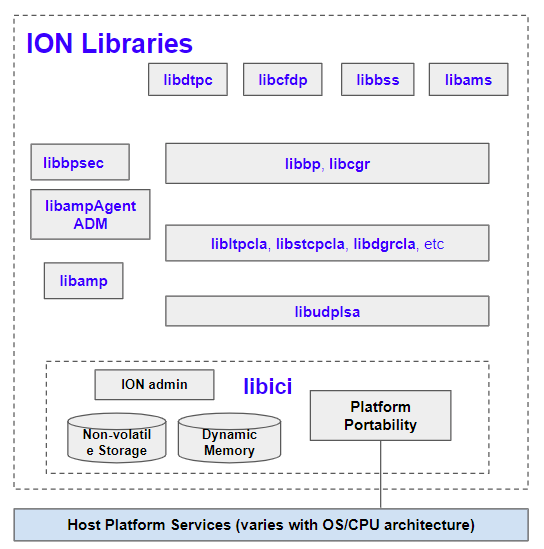 ION Libraries
libdtpc
libcfdp
libbss
libams
libbpsec
libbp, libcgr
libampAgent
ADM
libltpcla, libstcpcla, libdgrcla, etc
libamp
libudplsa
ION admin
libici
Platform
Portability
Non-volatil
e Storage
Dynamic
Memory
Host Platform Services (varies with OS/CPU architecture)